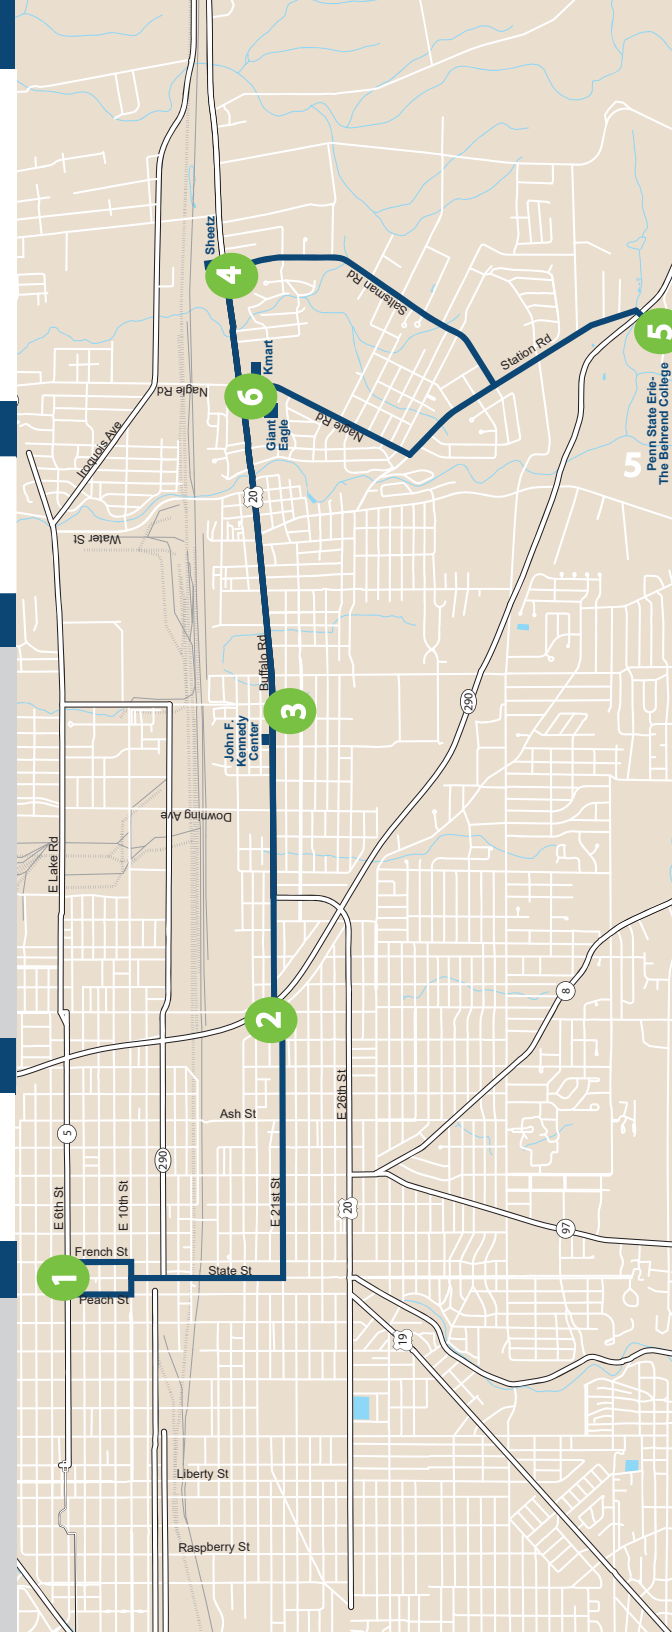 Sheetz
4
Saltsman Rd
Station Rd
5
Penn State Erie-
The Behrend College
5
Kmart
6
Giant
Eagle
Nagle Rd
Nagle Rd
Iroquois Ave
Water St
20
Buffalo Rd
3
John F.
Kennedy
Center
290
Downing Ave
E Lake Rd
2
8
Ash St
E 26th St
5
290
E 6th St
E 10th St
E 21st St
20
97
French St
1
State St
Peach St
19
Liberty St
Raspberry St